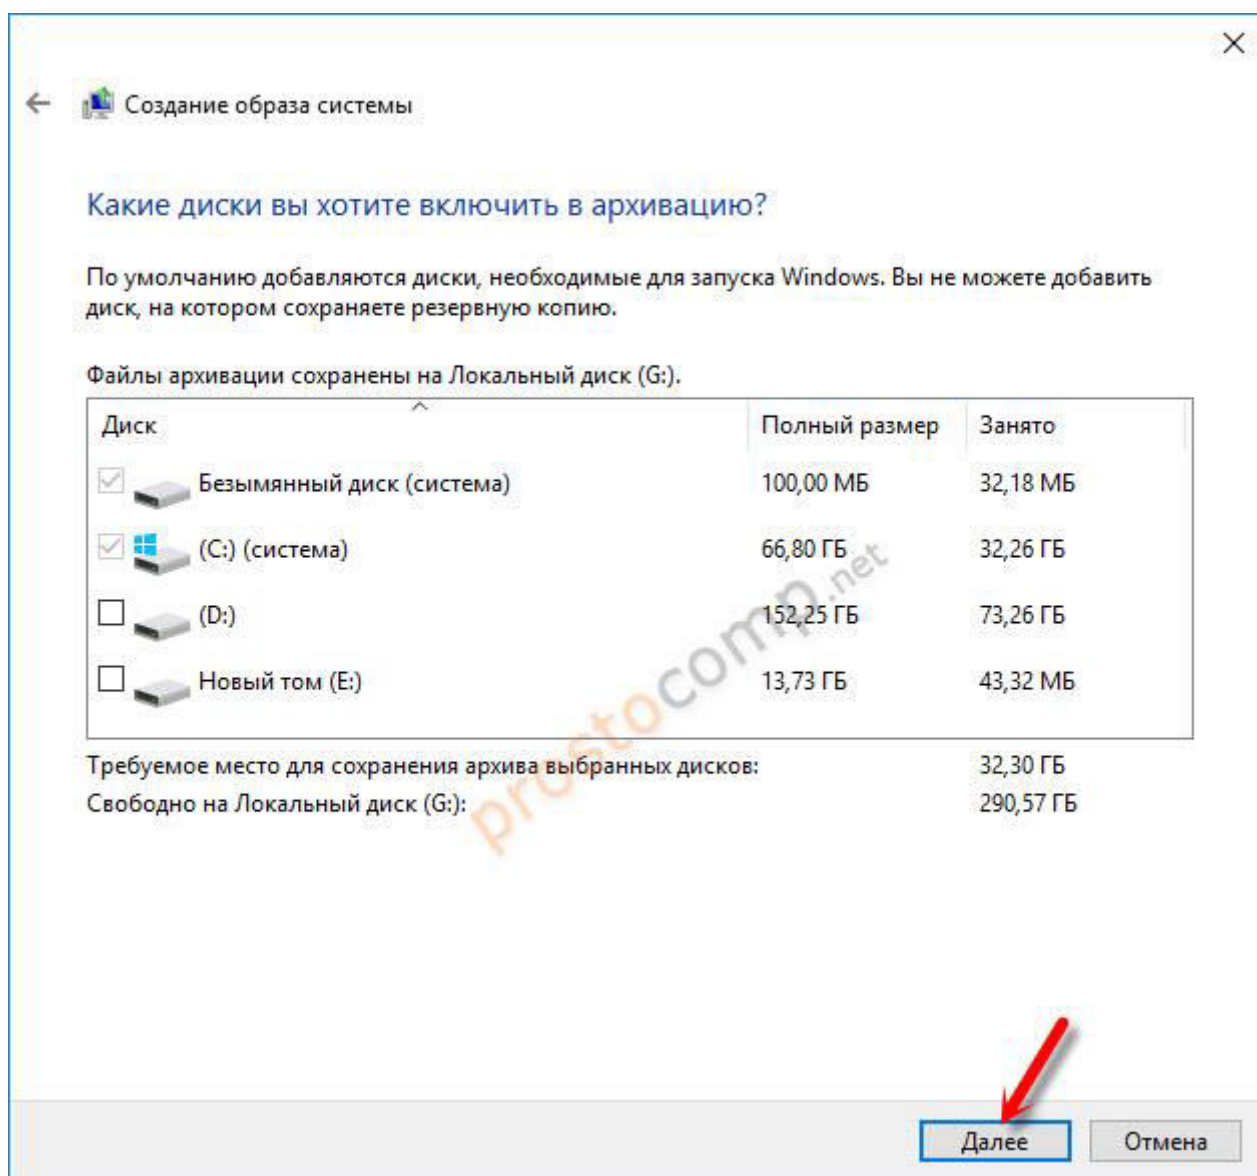 Создание образа системы
Какие диски вы хотите включить в архивацию?
По умолчанию добавляются диски, необходимые для запуска Windows. Вы не можете добавить
диск, на котором сохраняете резервную копию.
Файлы архивации сохранены на Локальный диск (G:).
Диск Полный размер Занято
Безымянный диск (система) 100,00 МБ 32,18 МБ
(C:) (система) 66,80 ГБ 32,26 ГБ
(D:) 152,25 ГБ 73,26 ГБ
Новый том (E:) 13,73 ГБ 43,32 МБ
Требуемое место для сохранения архива выбранных дисков: 32,30 ГБ
Свободно на Локальный диск (G:): 290,57 ГБ
prostocomp.net
Далее Отмена